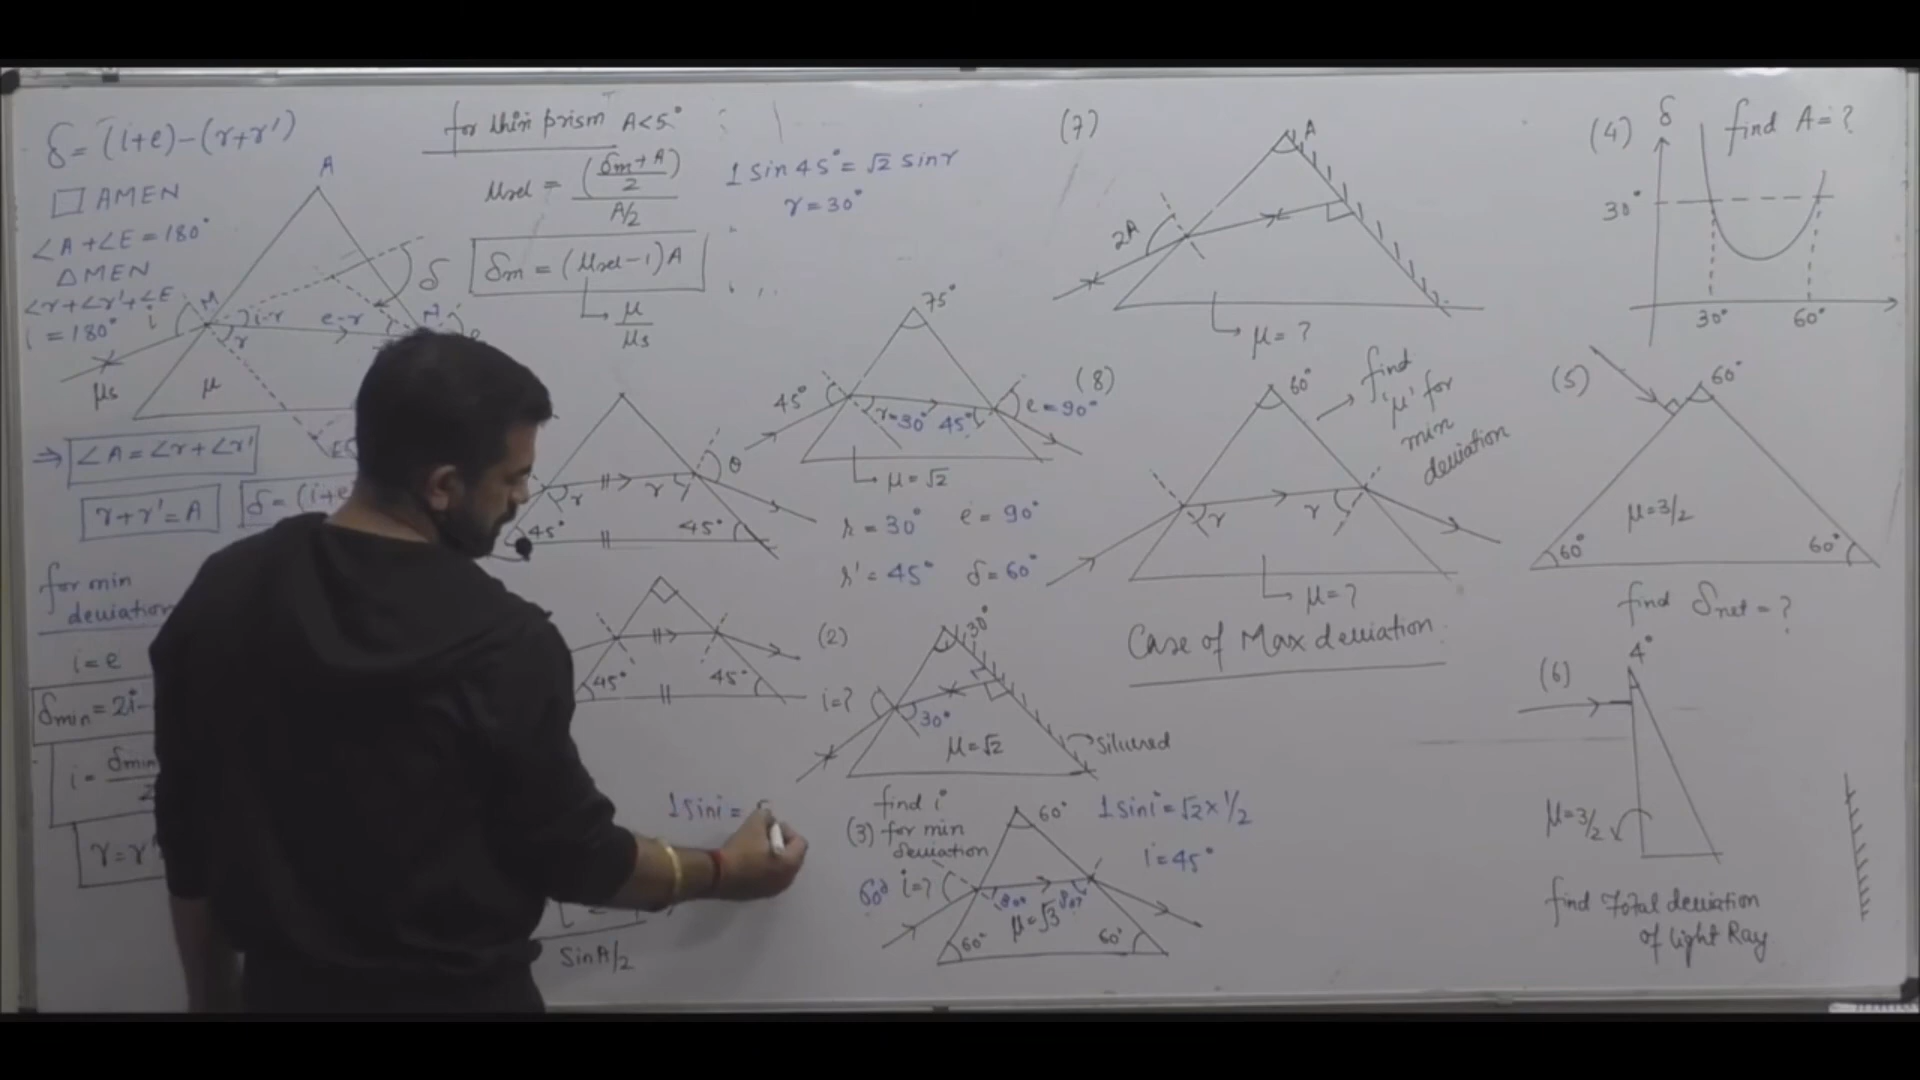 δ = (i+e)-(r+r')
□ AMEN
∠A+∠E = 180°
△MEN
∠r+∠r'+∠E
= 180°
A
M
i
i-r
e-r
r
δ
N
e
μs
μ
⇒ ∠A = ∠r+∠r'
r+r' = A
δ = (i+e
for min
deviation
i = e
δmin = 2i-
i = δmin
2
r = r'
for thin prism A<5°
μrel = (δm+A / 2) / A/2
δm = (μrel-1)A
μ
μs
1 sin 45° = √2 sin r
r = 30°
r
r
θ
45°
45°
45°
45°
1 sin i =
Sin A/2
75°
45°
r=30° 45°
e = 90°
μ = √2
r = 30° e = 90°
r' = 45° δ = 60°
(2)
30°
i=?
30°
μ=√2
silvered
find i
(3) for min
deviation
60° i=?
60°
μ=√3
60°
60°
1 sin i = √2 x 1/2
i = 45°
(7)
A
2A
μ = ?
(8)
60°
find
'μ' for
min
deviation
r
r
μ = ?
Case of Max deviation
(4) δ find A = ?
30°
30° 60°
(5)
60°
μ=3/2
60°
60°
find δnet = ?
(6)
4°
μ=3/2
find Total deviation
of light Ray